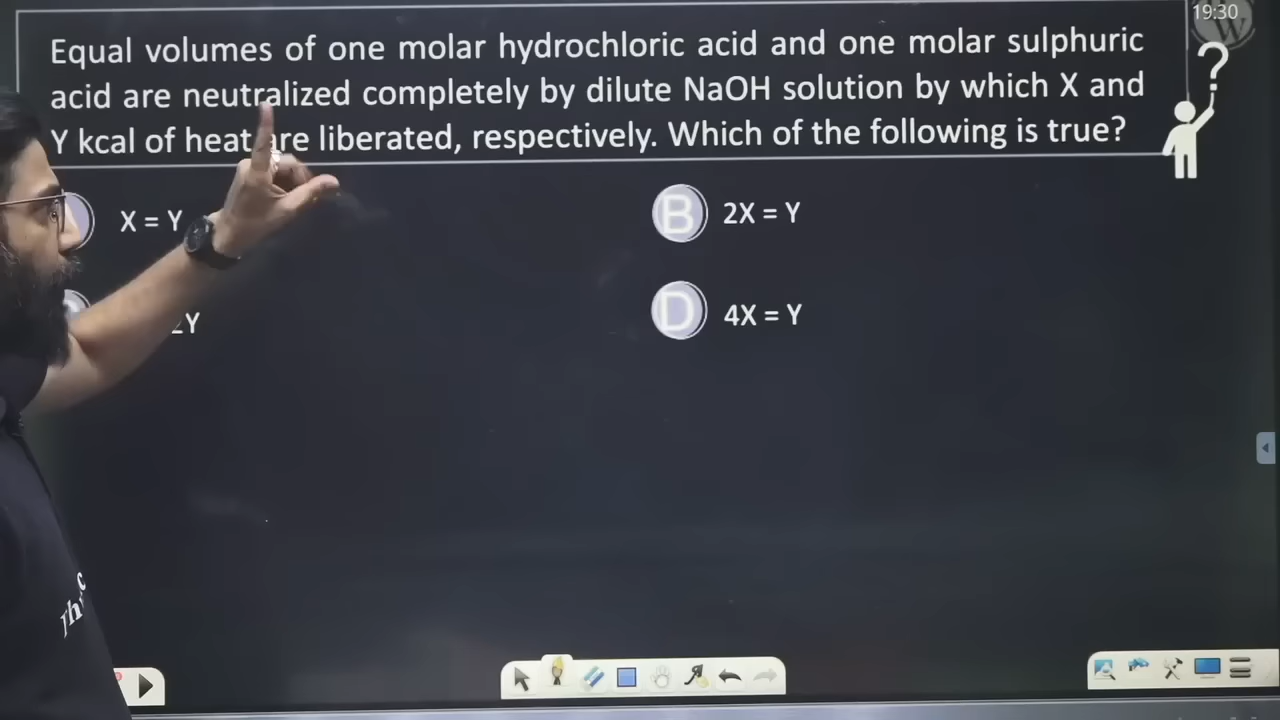 19:30
Equal volumes of one molar hydrochloric acid and one molar sulphuric
acid are neutralized completely by dilute NaOH solution by which X and
Y kcal of heat are liberated, respectively. Which of the following is true?
X = Y
B 2X = Y
2Y
D 4X = Y